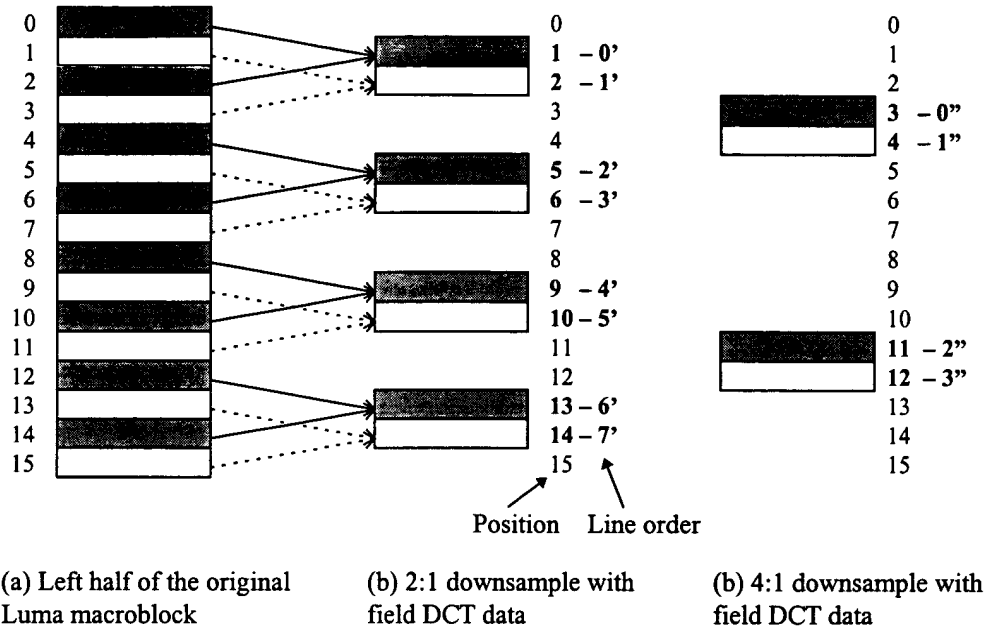 0 0 0
1 1 – 0' 1
2 2 – 1' 2
3 3 3 – 0”
4 4 4 – 1”
5 5 – 2' 5
6 6 – 3' 6
7 7 7
8 8 8
9 9 – 4' 9
10 10 – 5' 10
11 11 11 – 2”
12 12 12 – 3”
13 13 – 6' 13
14 14 – 7' 14
15 15 15
Position Line order
(a) Left half of the original
Luma macroblock
(b) 2:1 downsample with
field DCT data
(b) 4:1 downsample with
field DCT data